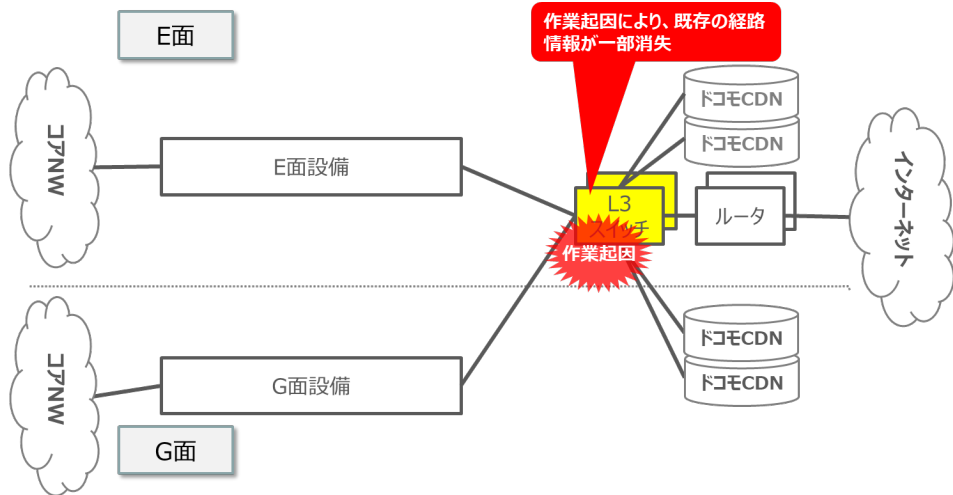 E面
作業起因により、既存の経路
情報が一部消失
ドコモCDN
ドコモCDN
コアNW
E面設備
L3
スイッチ
ルータ
インターネット
作業起因
ドコモCDN
ドコモCDN
コアNW
G面設備
G面